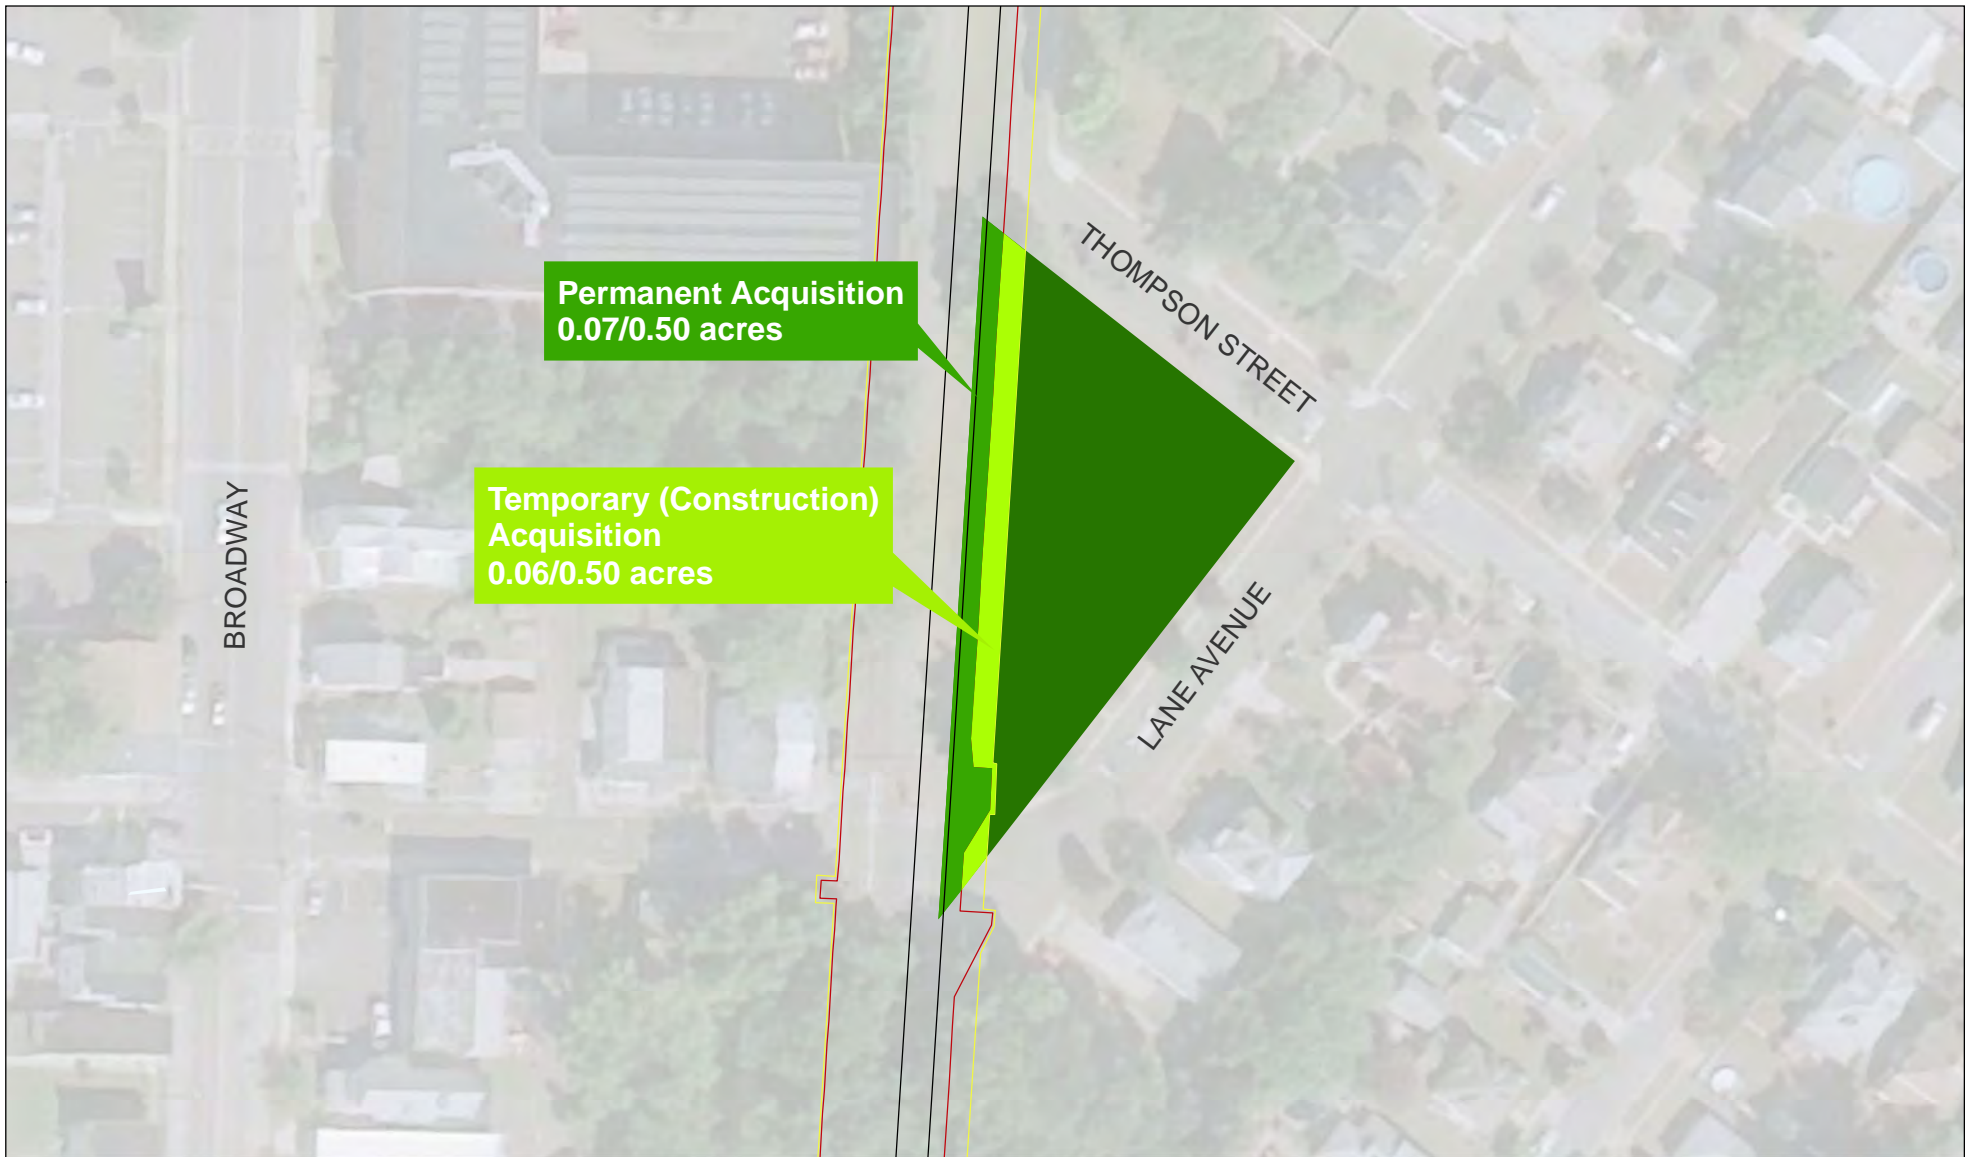 THOMPSON STREET
Permanent Acquisition
0.07/0.50 acres
Temporary (Construction)
Acquisition
0.06/0.50 acres
BROADWAY
LANE AVENUE